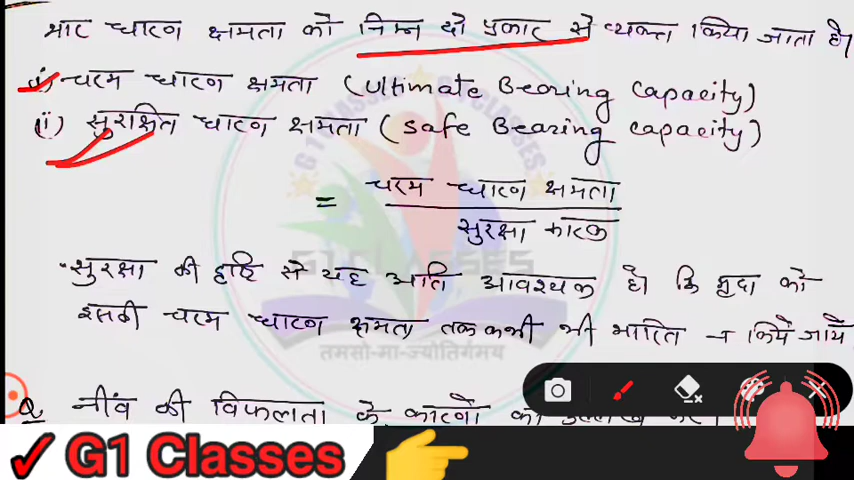 भार धारण क्षमता को निम्न दो प्रकार से व्यक्त किया जाता है।
(i) चरम धारण क्षमता (Ultimate Bearing Capacity)
(ii) सुरक्षित धारण क्षमता (Safe Bearing Capacity)
= चरम धारण क्षमता
सुरक्षा कारक
सुरक्षा की दृष्टि से यह अति आवश्यक है। कि मृदा को
इसकी चरम धारण क्षमता तक कभी भी भारित न किये जाये
तमसो-मा-ज्योतिर्गमय
Q नींव की विफलता के कारणों का उल्लेख करें।
G1 Classes